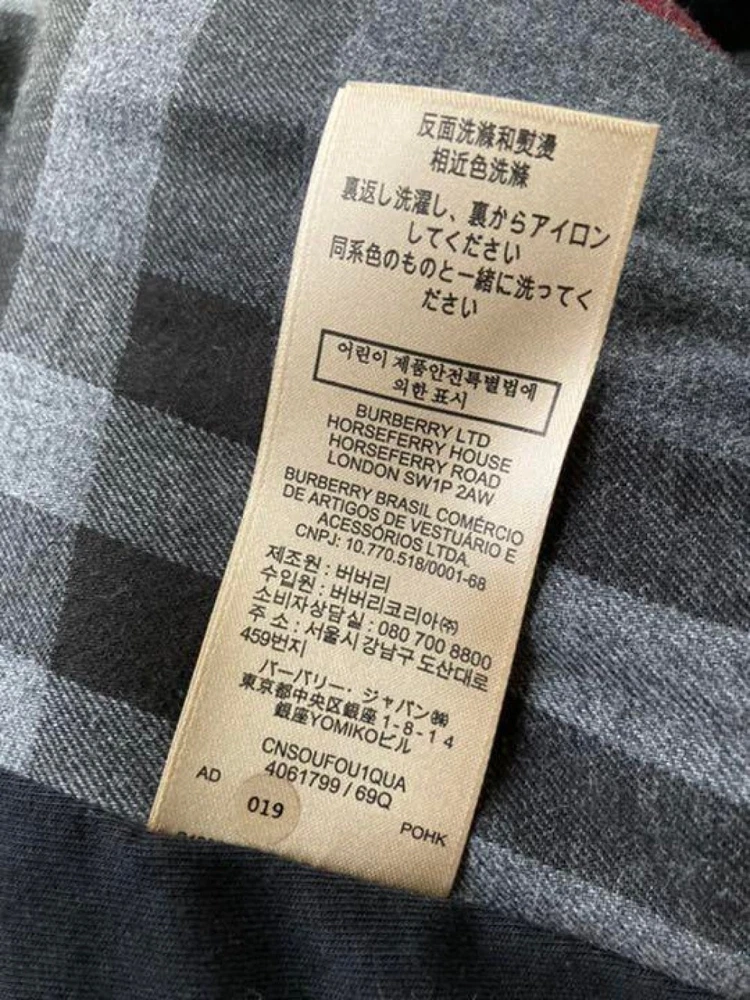 反面洗滌和熨燙
相近色洗滌
裏返し洗濯し、裏からアイロン
してください
同系色のものと一緒に洗ってく
ださい
어린이 제품안전특별법에
의한 표시
BURBERRY LTD
HORSEFERRY HOUSE
HORSEFERRY ROAD
LONDON SW1P 2AW
BURBERRY BRASIL COMÉRCIO
DE ARTIGOS DE VESTUÁRIO E
ACESSÓRIOS LTDA.
CNPJ: 10.770.518/0001-68
제조원 : 버버리
수입원 : 버버리코리아㈜
소비자상담실 : 080 700 8800
주 소 : 서울시 강남구 도산대로
459번지
バーバリー・ジャパン㈱
東京都中央区銀座 1-8-1 4
銀座YOMIKOビル
CNSOUFOU1QUA
4061799 / 69Q
AD
019
POHK